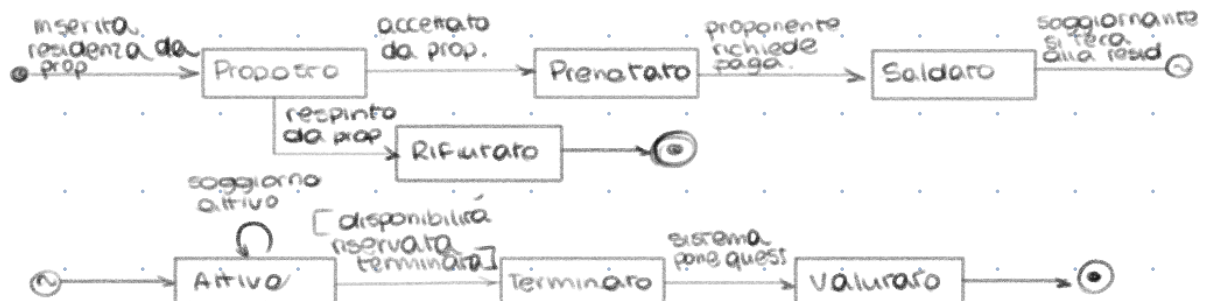 inserita
residenza da
prop
Proposto
accettato
da prop.
Prenotato
proponente
richiede
paga.
Saldato
soggiornante
si reca
alla resid
~
respinto
da prop
Rifiutato
soggiorno
attivo
~
Attivo
[disponibilità
riservata
terminata]
Terminato
sistema
pone quest
Valutato